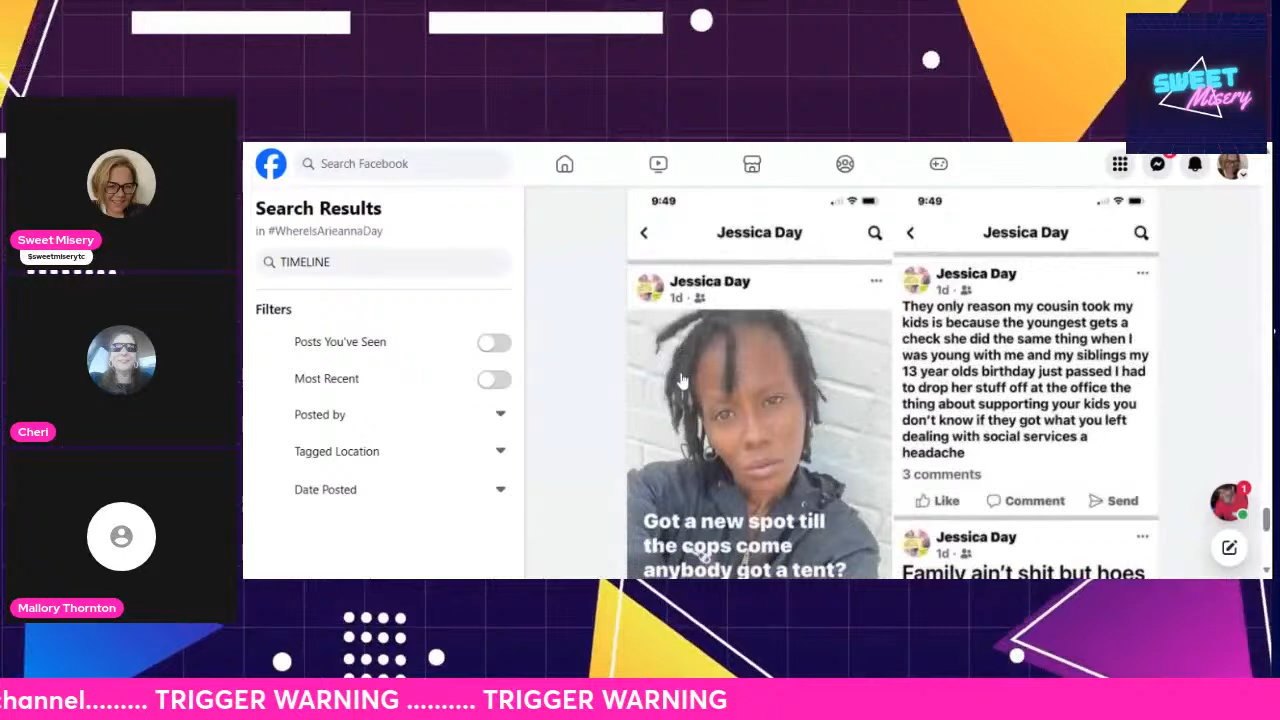 SWEET
Misery
Sweet Misery
$sweetmiserytc
Cheri
Mallory Thornton
Search Facebook
Search Results
in #WhereIsArieannaDay
TIMELINE
Filters
Posts You've Seen
Most Recent
Posted by
Tagged Location
Date Posted
9:49
Jessica Day
Jessica Day
1d
Got a new spot till
the cops come
anybody got a tent?
9:49
Jessica Day
Jessica Day
1d
They only reason my cousin took my
kids is because the youngest gets a
check she did the same thing when I
was young with me and my siblings my
13 year olds birthday just passed I had
to drop her stuff off at the office the
thing about supporting your kids you
don't know if they got what you left
dealing with social services a
headache
3 comments
Like Comment Send
Jessica Day
1d
Family ain't shit but hoes
1
channel......... TRIGGER WARNING .......... TRIGGER WARNING